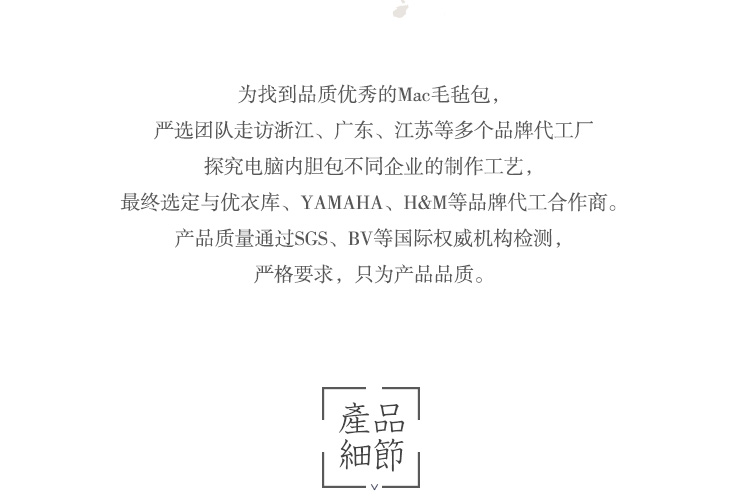 为找到品质优秀的Mac毛毡包，
严选团队走访浙江、广东、江苏等多个品牌代工厂
探究电脑内胆包不同企业的制作工艺，
最终选定与优衣库、YAMAHA、H&M等品牌代工合作商。
产品质量通过SGS、BV等国际权威机构检测，
严格要求，只为产品品质。
產品
細節